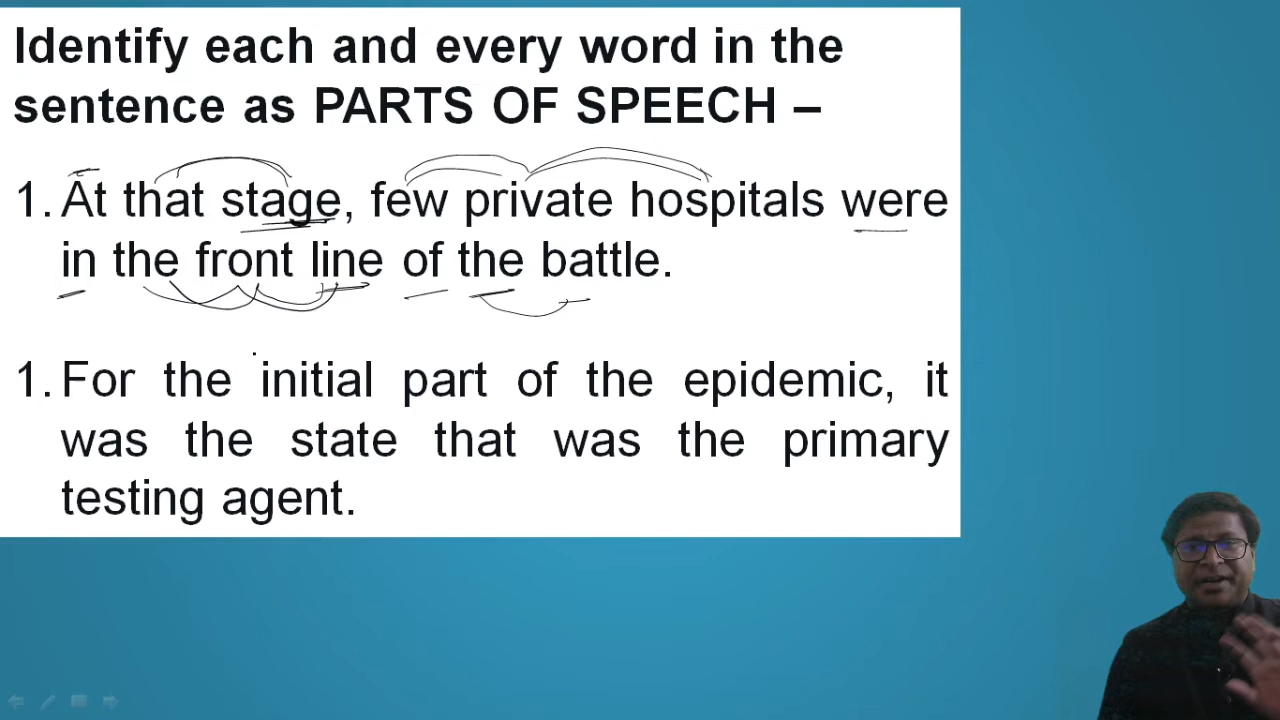 Identify each and every word in the
sentence as PARTS OF SPEECH –
1. At that stage, few private hospitals were
in the front line of the battle.
1. For the initial part of the epidemic, it
was the state that was the primary
testing agent.